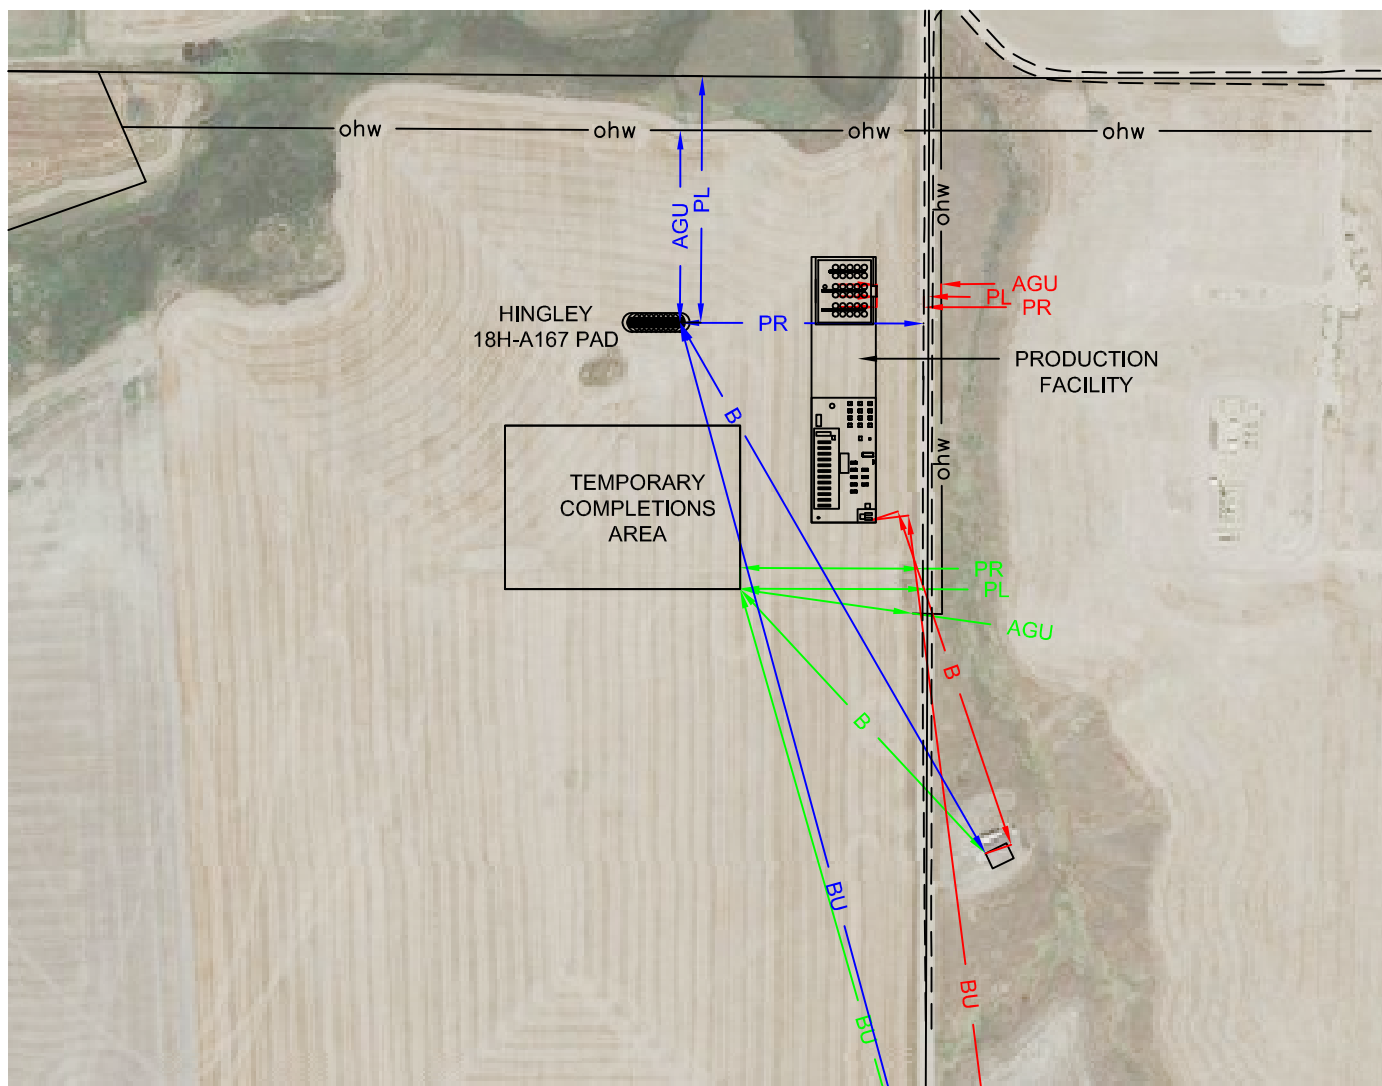 ohw
ohw
ohw
ohw
ohw
PL
AGU
AGU
PL
PR
HINGLEY
18H-A167 PAD
PR
PRODUCTION
FACILITY
B
ohw
TEMPORARY
COMPLETIONS
AREA
PR
PL
AGU
B
B
BU
BU
BU